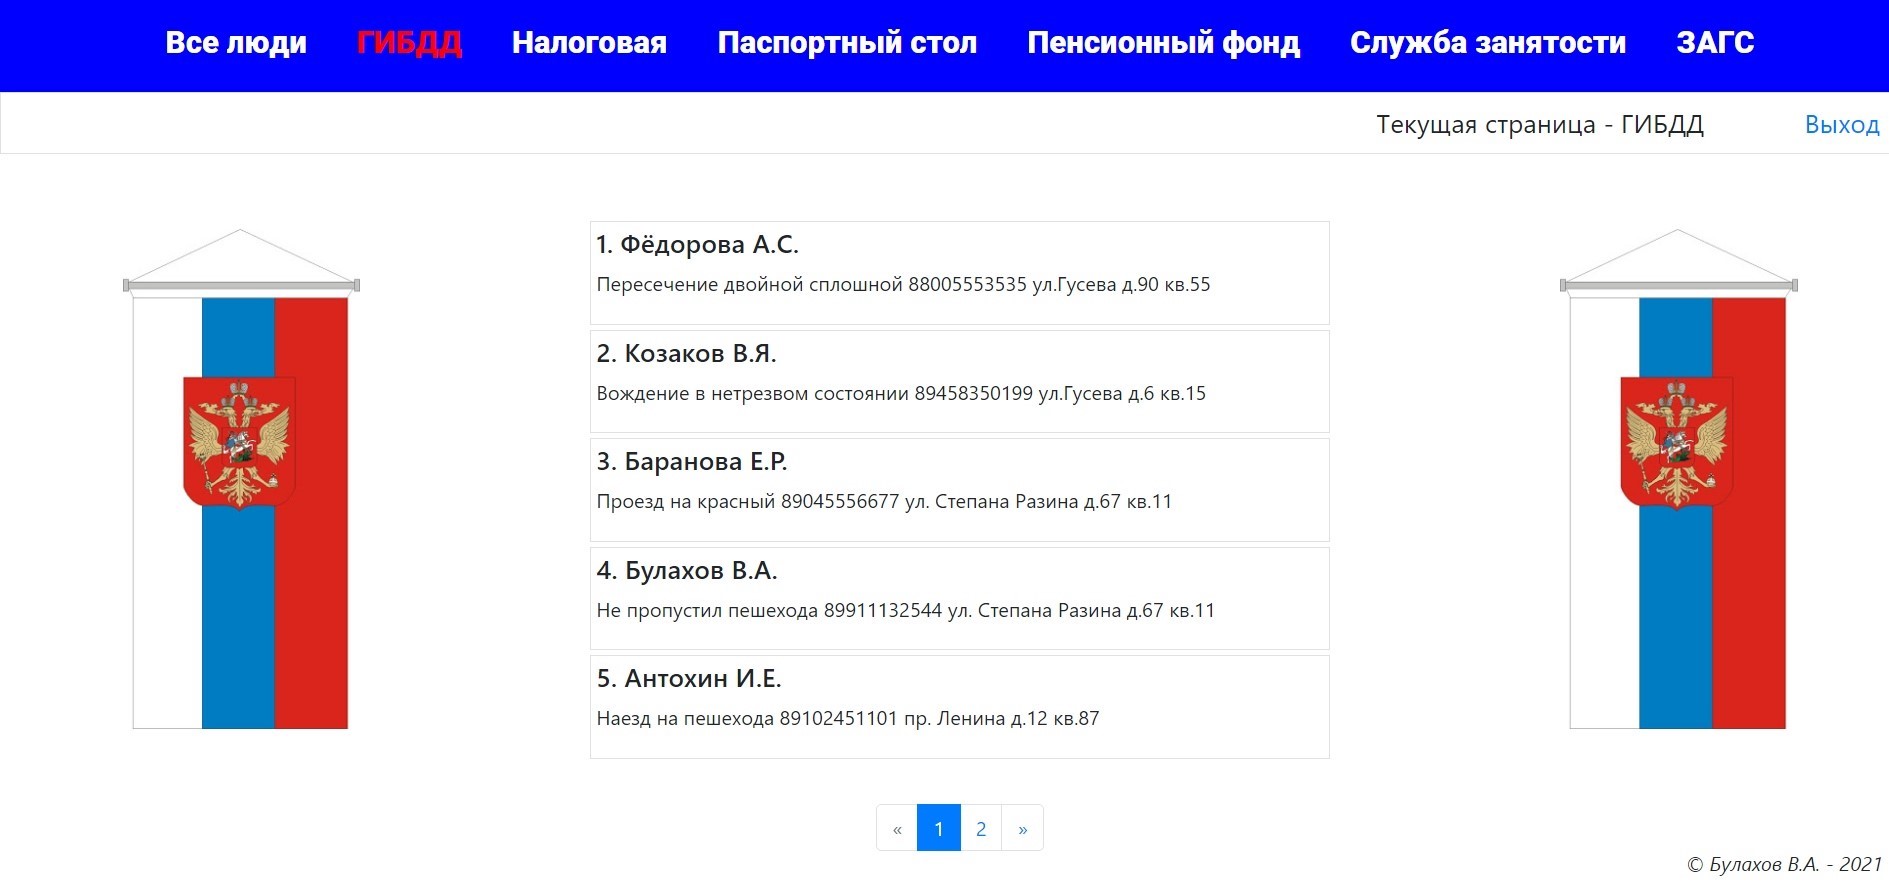 Все люди ГИБДД Налоговая Паспортный стол Пенсионный фонд Служба занятости ЗАГС
Текущая страница - ГИБДД Выход
1. Фёдорова А.С.
Пересечение двойной сплошной 88005553535 ул.Гусева д.90 кв.55
2. Козаков В.Я.
Вождение в нетрезвом состоянии 89458350199 ул.Гусева д.6 кв.15
3. Баранова Е.Р.
Проезд на красный 89045556677 ул. Степана Разина д.67 кв.11
4. Булахов В.А.
Не пропустил пешехода 89911132544 ул. Степана Разина д.67 кв.11
5. Антохин И.Е.
Наезд на пешехода 89102451101 пр. Ленина д.12 кв.87
« 1 2 »
© Булахов В.А. - 2021